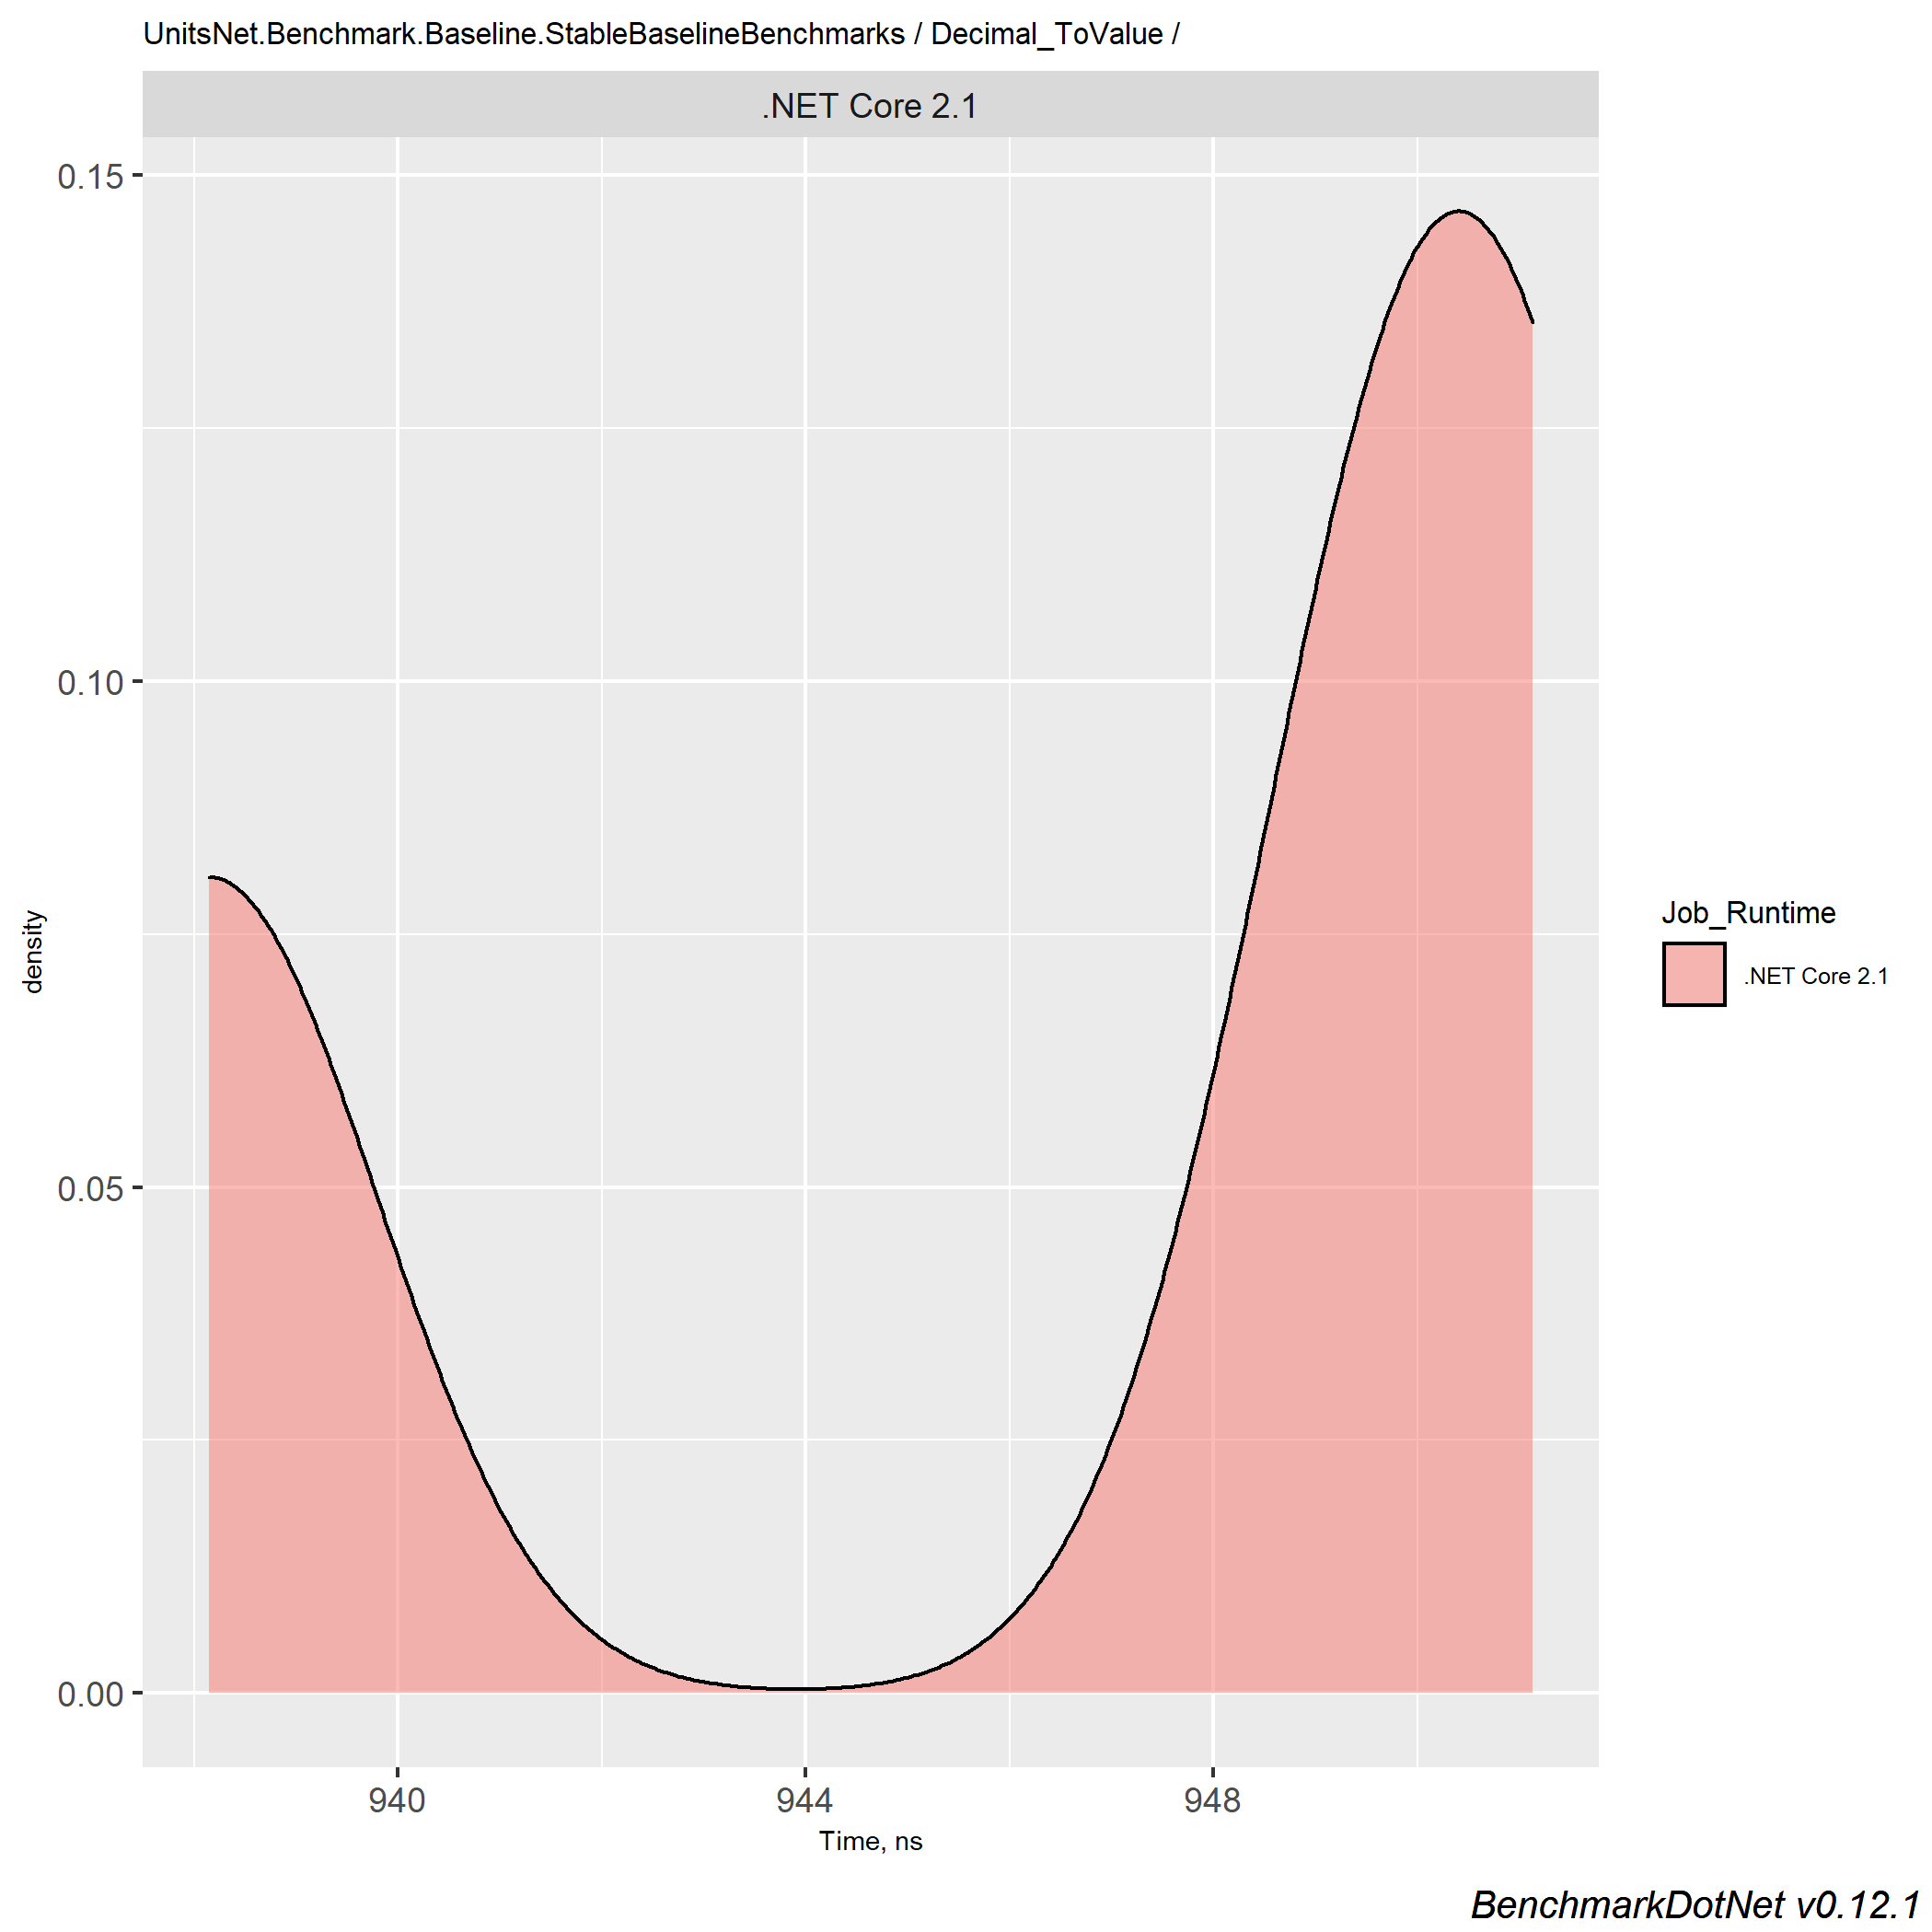 UnitsNet.Benchmark.Baseline.StableBaselineBenchmarks / Decimal_ToValue /
.NET Core 2.1
0.15
0.10
0.05
0.00
density
940 944 948
Time, ns
Job_Runtime
.NET Core 2.1
BenchmarkDotNet v0.12.1